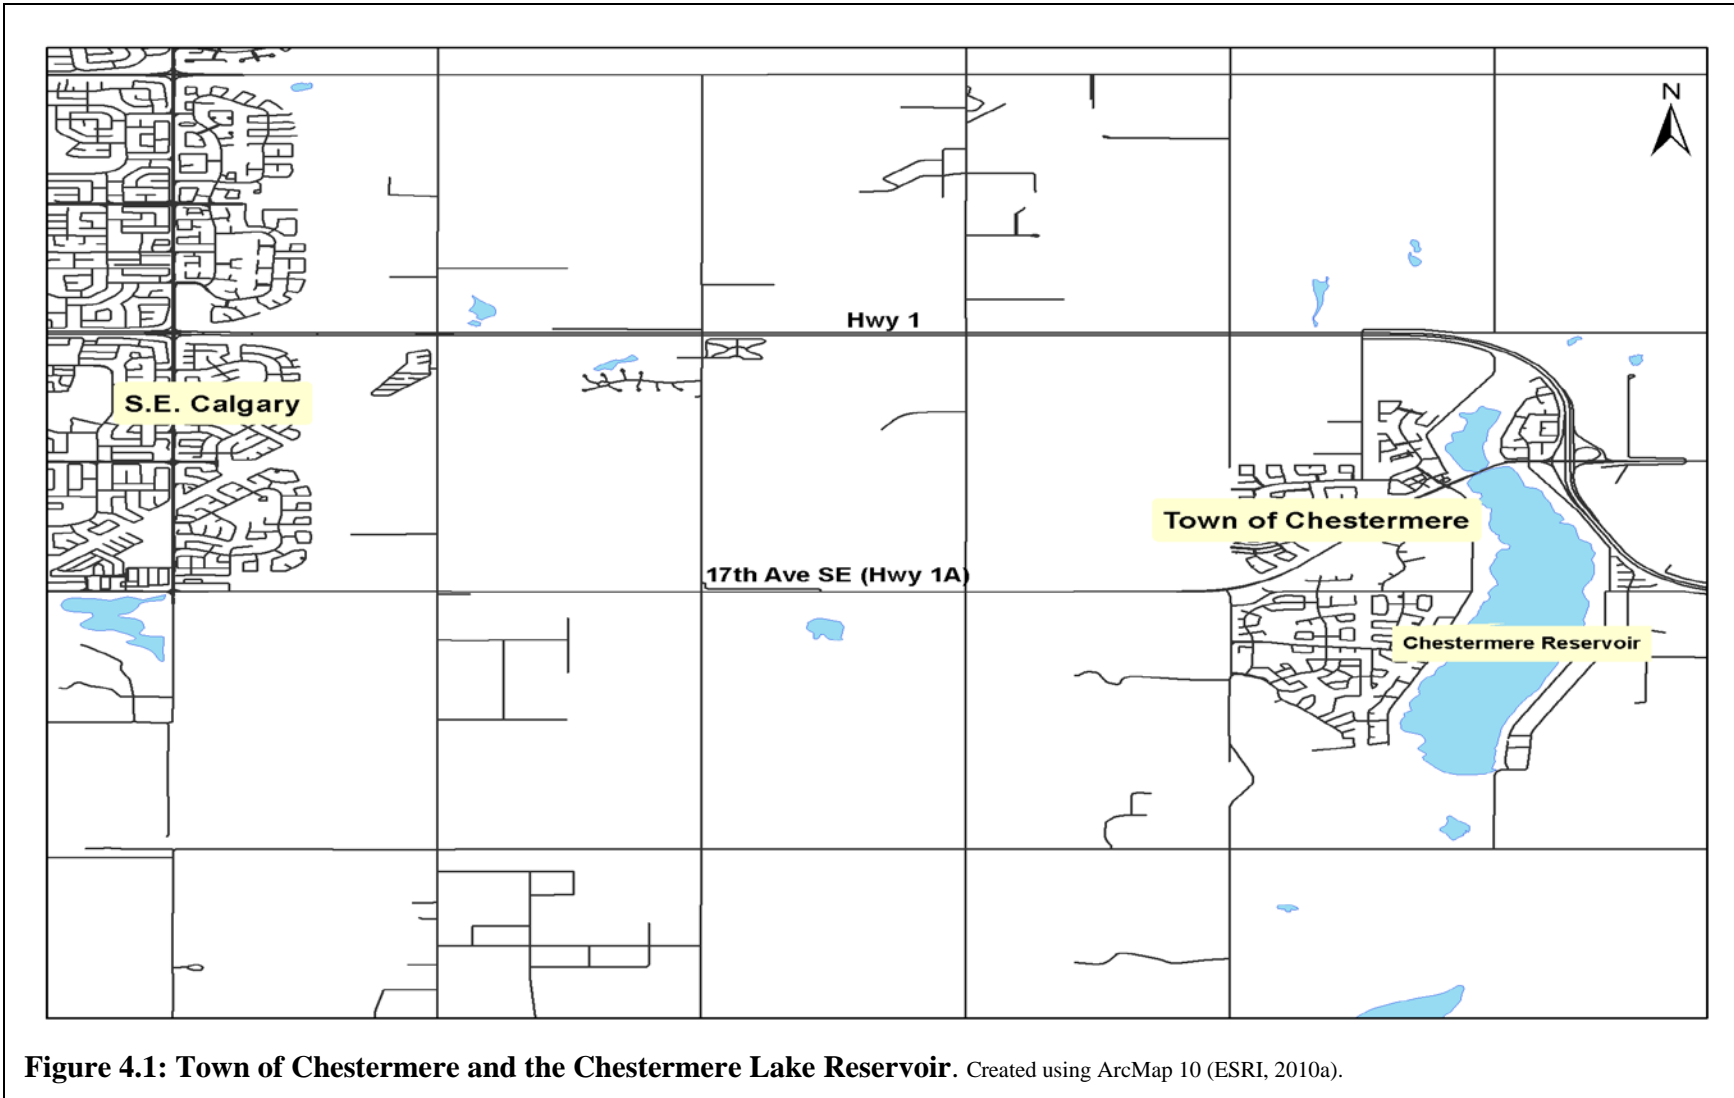 N
Hwy 1
S.E. Calgary
Town of Chestermere
17th Ave SE (Hwy 1A)
Chestermere Reservoir
Figure 4.1: Town of Chestermere and the Chestermere Lake Reservoir. Created using ArcMap 10 (ESRI, 2010a).